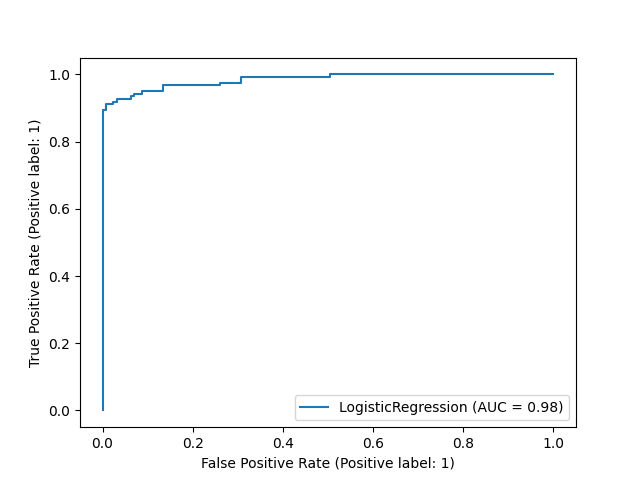 True Positive Rate (Positive label: 1)
1.0
0.8
0.6
0.4
0.2
0.0
LogisticRegression (AUC = 0.98)
0.0 0.2 0.4 0.6 0.8 1.0
False Positive Rate (Positive label: 1)